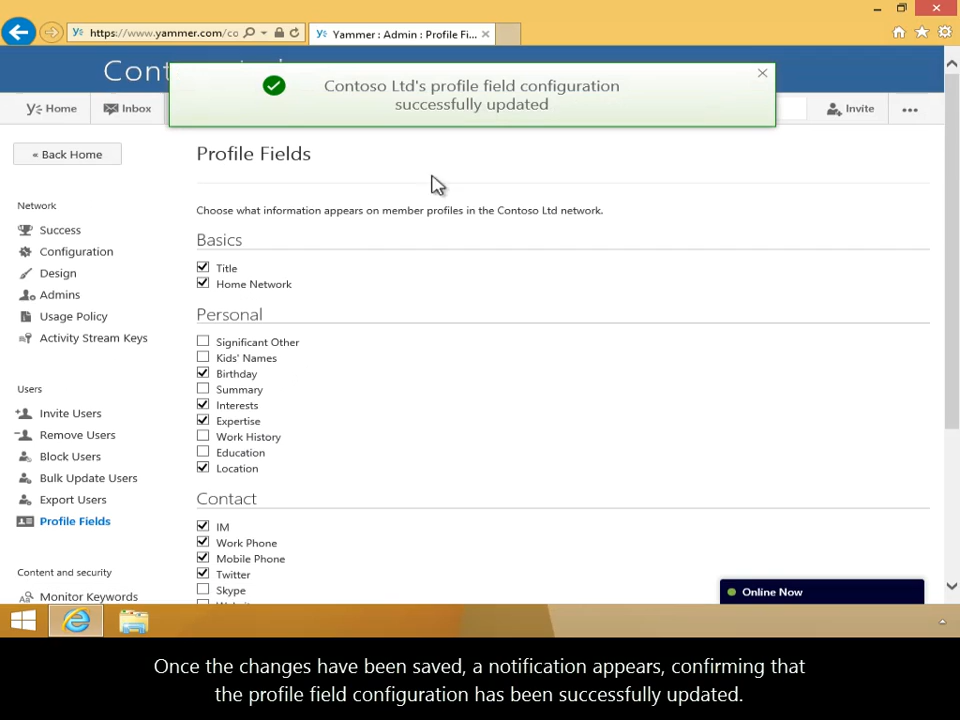 https://www.yammer.com/co
Yammer : Admin : Profile Fi...
Contoso Ltd's profile field configuration
successfully updated
Home
Inbox
Invite
« Back Home
Profile Fields
Network
Choose what information appears on member profiles in the Contoso Ltd network.
Success
Configuration
Design
Admins
Usage Policy
Activity Stream Keys
Users
Invite Users
Remove Users
Block Users
Bulk Update Users
Export Users
Profile Fields
Content and security
Monitor Keywords
Basics
Title
Home Network
Personal
Significant Other
Kids' Names
Birthday
Summary
Interests
Expertise
Work History
Education
Location
Contact
IM
Work Phone
Mobile Phone
Twitter
Skype
Online Now
Once the changes have been saved, a notification appears, confirming that
the profile field configuration has been successfully updated.